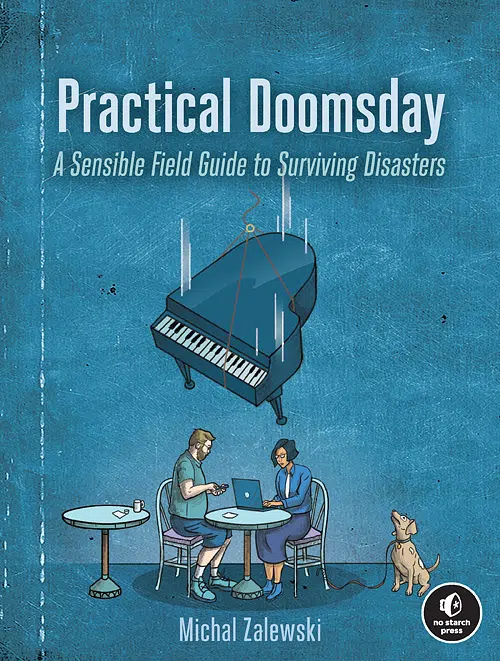 Practical Doomsday
A Sensible Field Guide to Surviving Disasters
Michal Zalewski
no starch
press